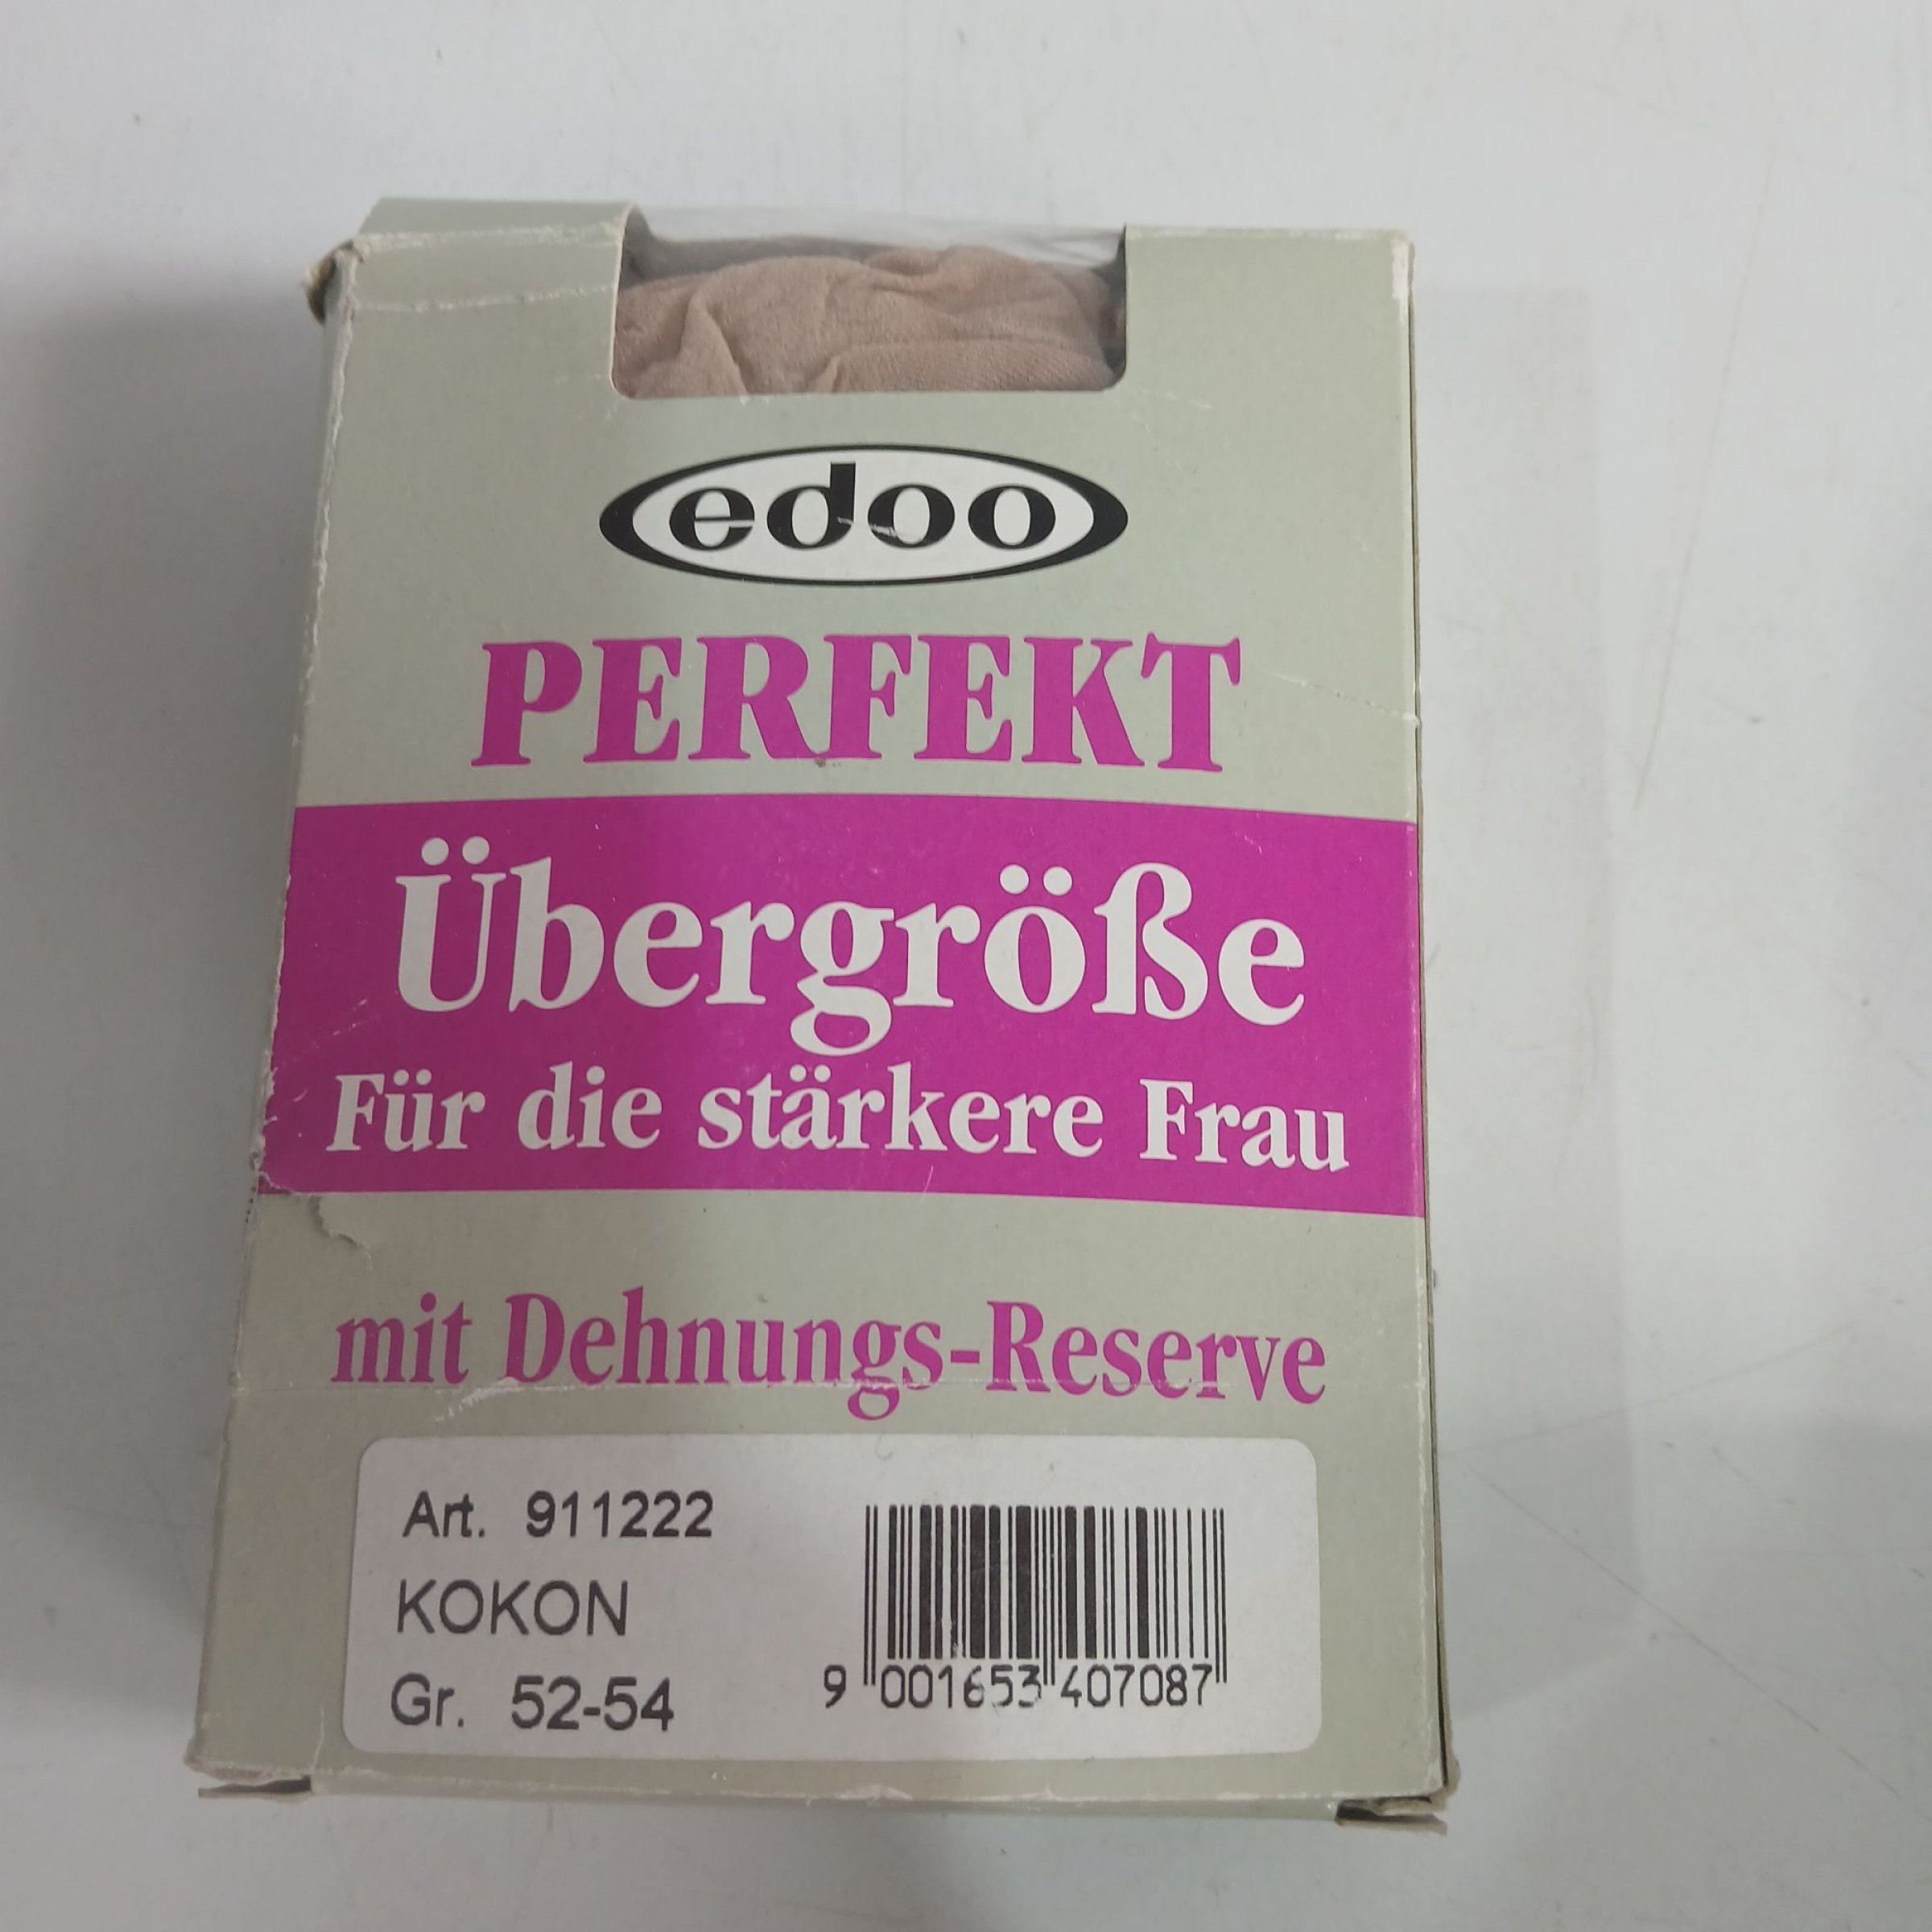 edoo
PERFEKT
Übergröße
Für die stärkere Frau
mit Dehnungs-Reserve
Art. 911222
KOKON
Gr. 52-54
9 001653 407087